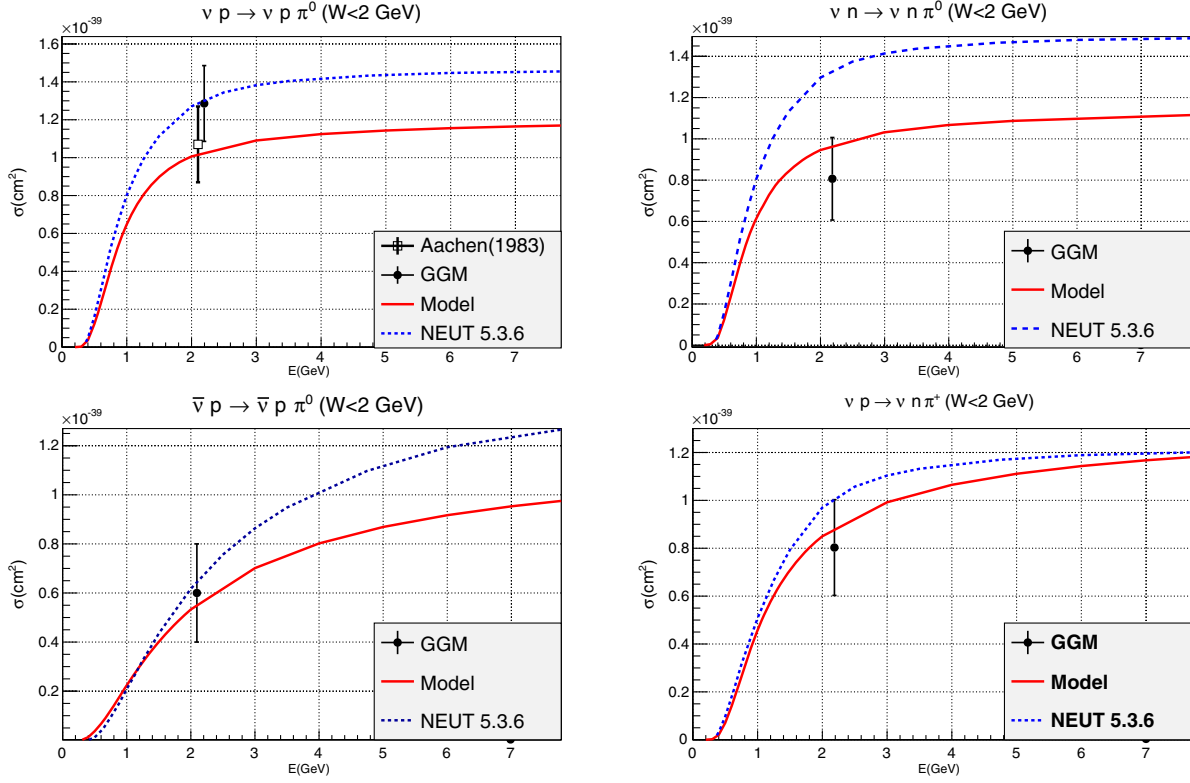 ν p → ν p π⁰ (W<2 GeV)
×10⁻³⁹
1.6
1.4
1.2
1
0.8
0.6
0.4
0.2
0
σ(cm²)
Aachen(1983)
GGM
Model
NEUT 5.3.6
0 1 2 3 4 5 6 7
E(GeV)
ν n → ν n π⁰ (W<2 GeV)
×10⁻³⁹
1.4
1.2
1
0.8
0.6
0.4
0.2
0
σ(cm²)
GGM
Model
NEUT 5.3.6
0 1 2 3 4 5 6 7
E(GeV)
ν̅ p → ν̅ p π⁰ (W<2 GeV)
×10⁻³⁹
1.2
1
0.8
0.6
0.4
0.2
σ(cm²)
GGM
Model
NEUT 5.3.6
0 1 2 3 4 5 6 7
E(GeV)
ν p → ν n π⁺ (W<2 GeV)
×10⁻³⁹
1.2
1
0.8
0.6
0.4
0.2
0
σ(cm²)
GGM
Model
NEUT 5.3.6
0 1 2 3 4 5 6 7
E(GeV)